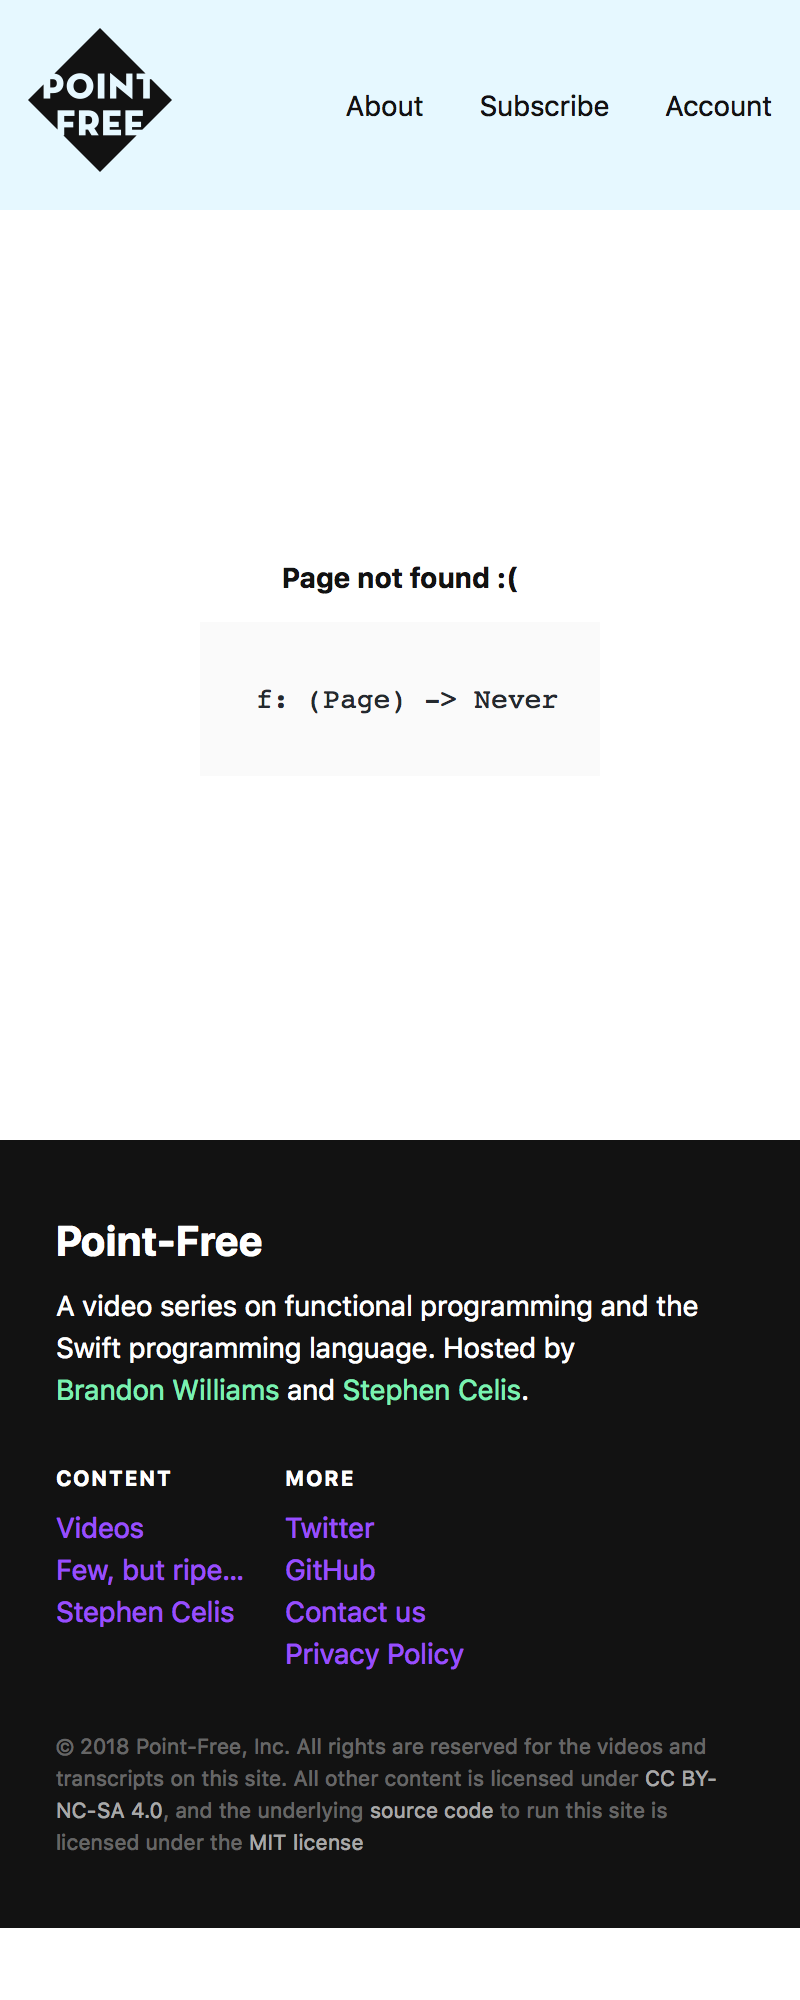 POINT
FREE
About Subscribe Account
Page not found :(
f: (Page) -> Never
Point-Free
A video series on functional programming and the
Swift programming language. Hosted by
Brandon Williams and Stephen Celis.
CONTENT
Videos
Few, but ripe...
Stephen Celis
MORE
Twitter
GitHub
Contact us
Privacy Policy
© 2018 Point-Free, Inc. All rights are reserved for the videos and
transcripts on this site. All other content is licensed under CC BY-
NC-SA 4.0, and the underlying source code to run this site is
licensed under the MIT license